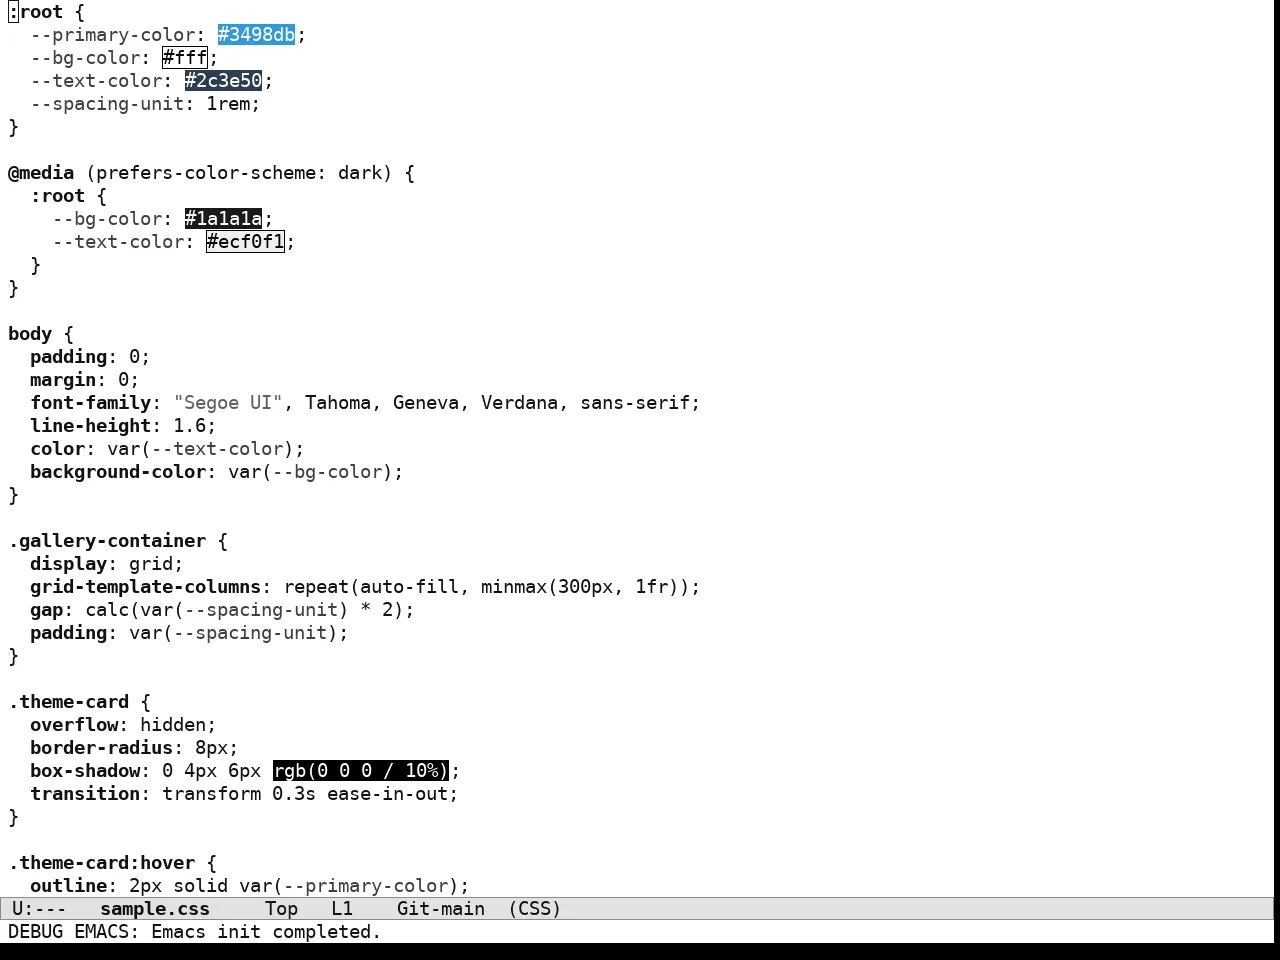 :root {
  --primary-color: #3498db;
  --bg-color: #fff;
  --text-color: #2c3e50;
  --spacing-unit: 1rem;
}

@media (prefers-color-scheme: dark) {
  :root {
    --bg-color: #1a1a1a;
    --text-color: #ecf0f1;
  }
}

body {
  padding: 0;
  margin: 0;
  font-family: "Segoe UI", Tahoma, Geneva, Verdana, sans-serif;
  line-height: 1.6;
  color: var(--text-color);
  background-color: var(--bg-color);
}

.gallery-container {
  display: grid;
  grid-template-columns: repeat(auto-fill, minmax(300px, 1fr));
  gap: calc(var(--spacing-unit) * 2);
  padding: var(--spacing-unit);
}

.theme-card {
  overflow: hidden;
  border-radius: 8px;
  box-shadow: 0 4px 6px rgb(0 0 0 / 10%);
  transition: transform 0.3s ease-in-out;
}

.theme-card:hover {
  outline: 2px solid var(--primary-color);
U:---   sample.css     Top   L1    Git-main  (CSS)
DEBUG EMACS: Emacs init completed.